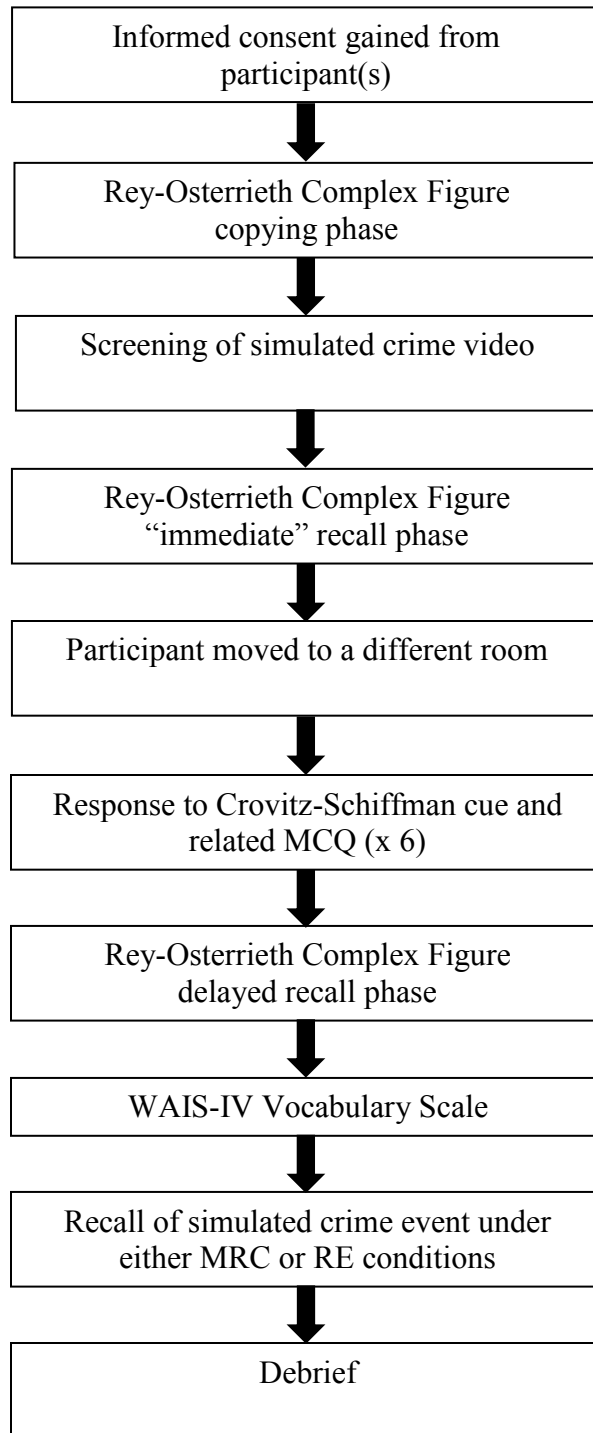 Informed consent gained from
participant(s)
Rey-Osterrieth Complex Figure
copying phase
Screening of simulated crime video
Rey-Osterrieth Complex Figure
“immediate” recall phase
Participant moved to a different room
Response to Crovitz-Schiffman cue and
related MCQ (x 6)
Rey-Osterrieth Complex Figure
delayed recall phase
WAIS-IV Vocabulary Scale
Recall of simulated crime event under
either MRC or RE conditions
Debrief